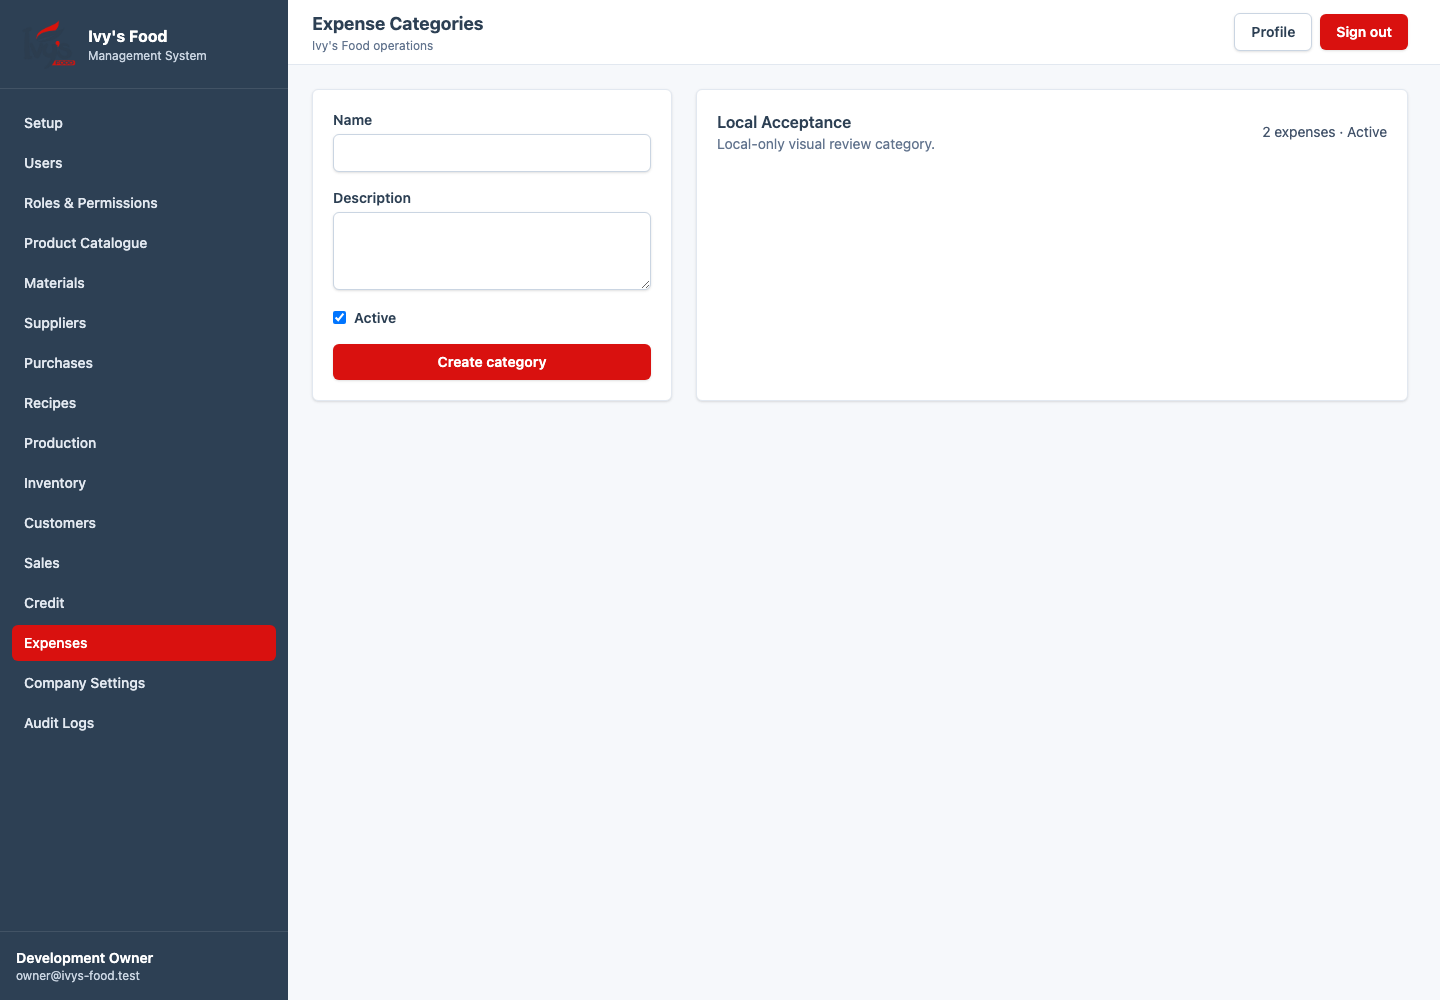 Ivy's Food
Management System
Setup
Users
Roles & Permissions
Product Catalogue
Materials
Suppliers
Purchases
Recipes
Production
Inventory
Customers
Sales
Credit
Expenses
Company Settings
Audit Logs
Development Owner
owner@ivys-food.test
Expense Categories
Ivy's Food operations
Profile
Sign out
Name
Description
Active
Create category
Local Acceptance
Local-only visual review category.
2 expenses · Active